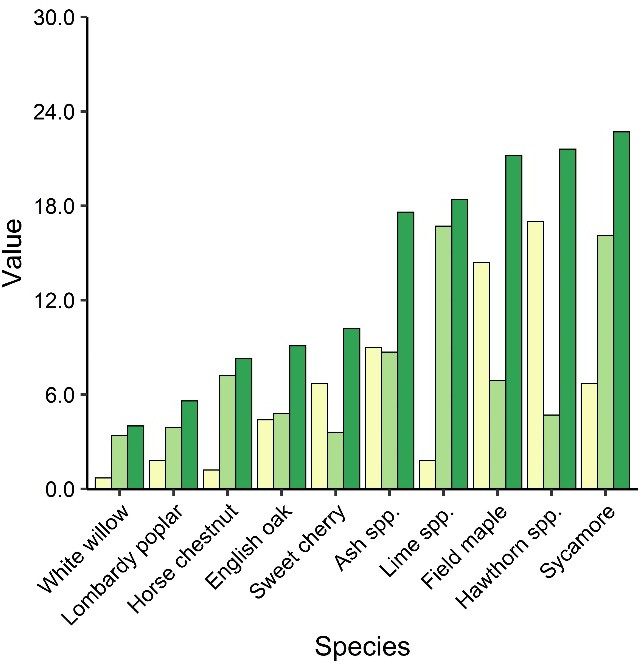 30.0
24.0
18.0
12.0
6.0
0.0
Value
White willow
Lombardy poplar
Horse chestnut
English oak
Sweet cherry
Ash spp.
Lime spp.
Field maple
Hawthorn spp.
Sycamore
Species